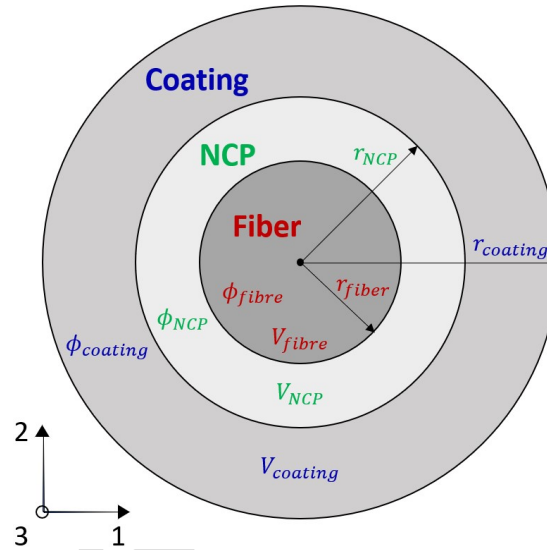 Coating
NCP
r_NCP
Fiber
r_coating
ϕ_fibre
r_fiber
ϕ_NCP
V_fibre
ϕ_coating
V_NCP
V_coating
2
3
1